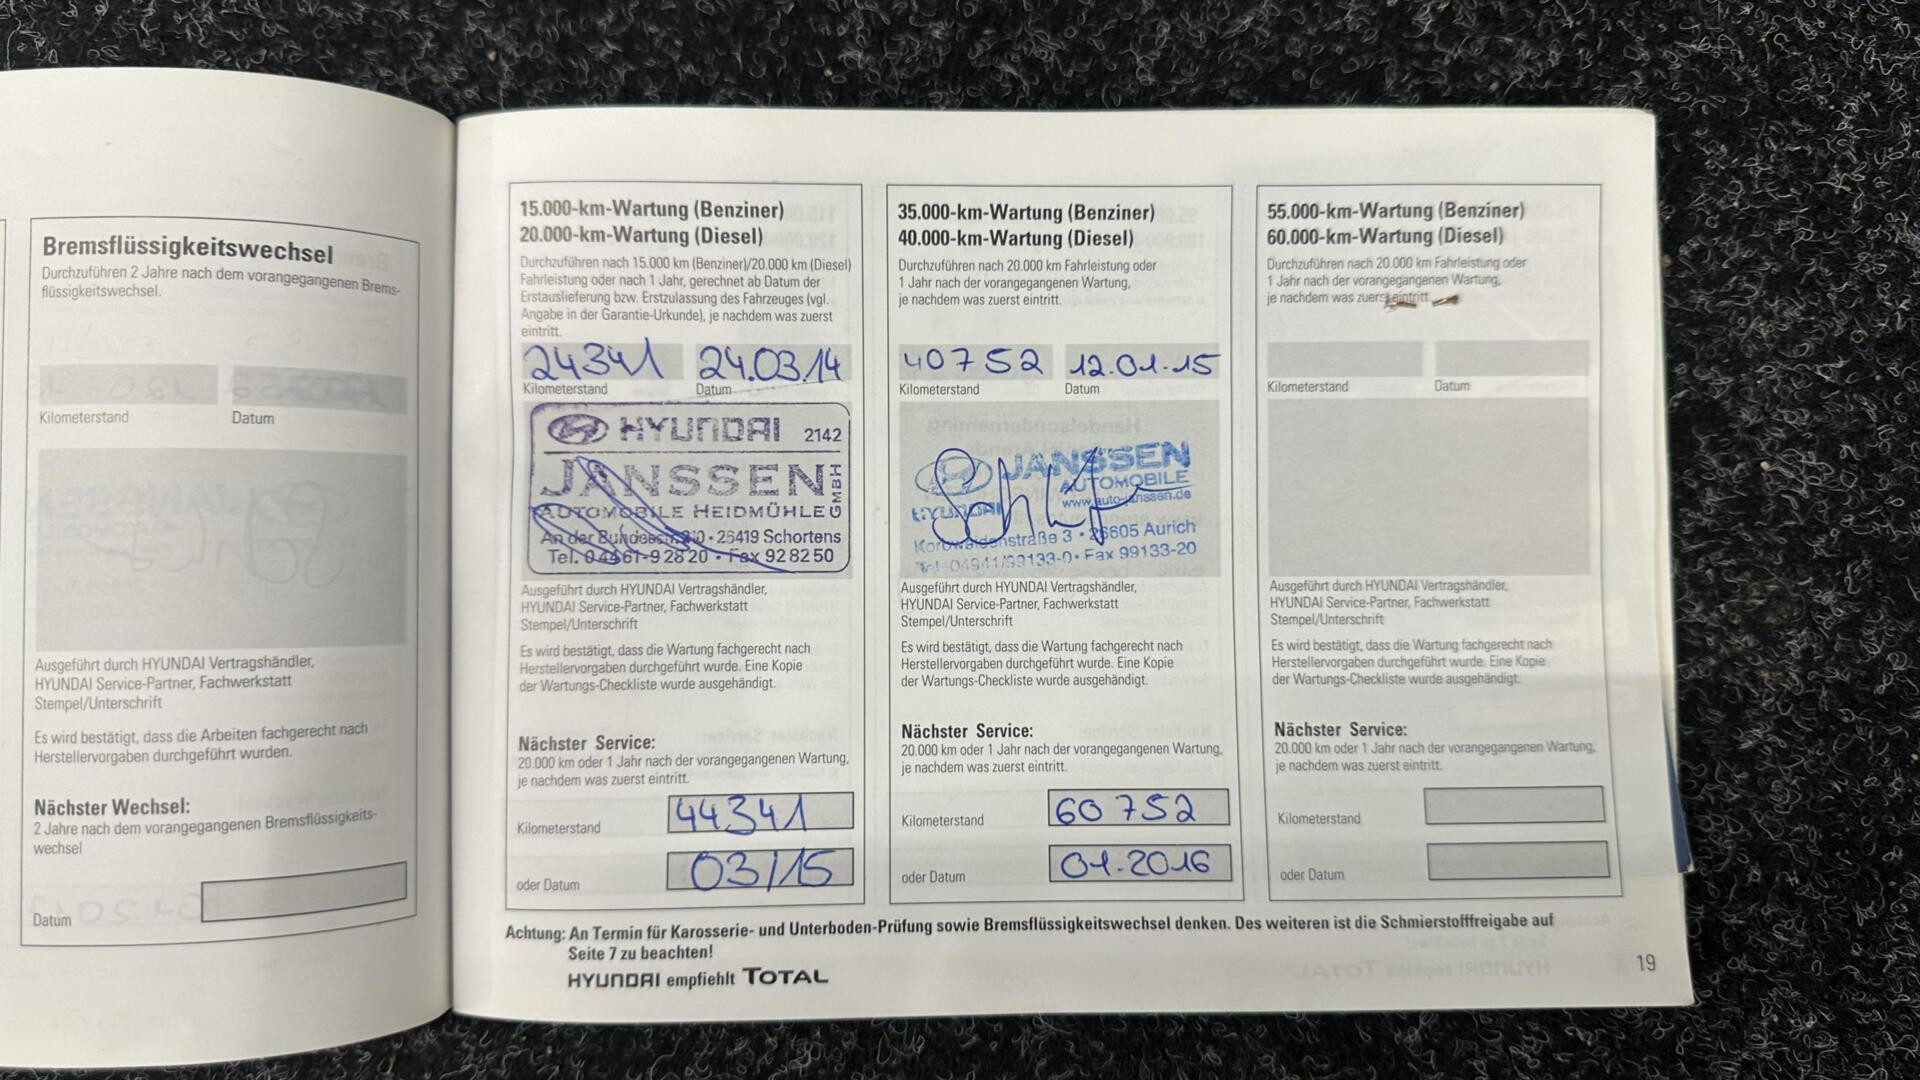 Bremsflüssigkeitswechsel
Durchzuführen 2 Jahre nach dem vorangegangenen Brems-
flüssigkeitswechsel.
Kilometerstand Datum
Ausgeführt durch HYUNDAI Vertragshändler,
HYUNDAI Service-Partner, Fachwerkstatt
Stempel/Unterschrift
Es wird bestätigt, dass die Arbeiten fachgerecht nach
Herstellervorgaben durchgeführt wurden.
Nächster Wechsel:
2 Jahre nach dem vorangegangenen Bremsflüssigkeits-
wechsel
Datum
15.000-km-Wartung (Benziner)
20.000-km-Wartung (Diesel)
Durchzuführen nach 15.000 km (Benziner)/20.000 km (Diesel)
Fahrleistung oder nach 1 Jahr, gerechnet ab Datum der
Erstauslieferung bzw. Erstzulassung des Fahrzeuges (vgl.
Angabe in der Garantie-Urkunde), je nachdem was zuerst
eintritt.
24341 24.03.14
Kilometerstand Datum
HYUNDAI 2142
JANSSEN GMBH
AUTOMOBILE HEIDMÜHLE
An der Bundesstr. 210 · 26419 Schortens
Tel. 04461-92820 · Fax 928250
Ausgeführt durch HYUNDAI Vertragshändler,
HYUNDAI Service-Partner, Fachwerkstatt
Stempel/Unterschrift
Es wird bestätigt, dass die Wartung fachgerecht nach
Herstellervorgaben durchgeführt wurde. Eine Kopie
der Wartungs-Checkliste wurde ausgehändigt.
Nächster Service:
20.000 km oder 1 Jahr nach der vorangegangenen Wartung,
je nachdem was zuerst eintritt.
Kilometerstand 44341
oder Datum 03/15
35.000-km-Wartung (Benziner)
40.000-km-Wartung (Diesel)
Durchzuführen nach 20.000 km Fahrleistung oder
1 Jahr nach der vorangegangenen Wartung,
je nachdem was zuerst eintritt.
40752 12.01.15
Kilometerstand Datum
JANSSEN
AUTOMOBILE
www.auto-janssen.de
HYUNDAI
3 · 26605 Aurich
Tel. 04941/99133-0 · Fax 99133-20
Ausgeführt durch HYUNDAI Vertragshändler,
HYUNDAI Service-Partner, Fachwerkstatt
Stempel/Unterschrift
Es wird bestätigt, dass die Wartung fachgerecht nach
Herstellervorgaben durchgeführt wurde. Eine Kopie
der Wartungs-Checkliste wurde ausgehändigt.
Nächster Service:
20.000 km oder 1 Jahr nach der vorangegangenen Wartung,
je nachdem was zuerst eintritt.
Kilometerstand 60752
oder Datum 01.2016
55.000-km-Wartung (Benziner)
60.000-km-Wartung (Diesel)
Durchzuführen nach 20.000 km Fahrleistung oder
1 Jahr nach der vorangegangenen Wartung,
je nachdem was zuerst eintritt.
Kilometerstand Datum
Ausgeführt durch HYUNDAI Vertragshändler,
HYUNDAI Service-Partner, Fachwerkstatt
Stempel/Unterschrift
Es wird bestätigt, dass die Wartung fachgerecht nach
Herstellervorgaben durchgeführt wurde. Eine Kopie
der Wartungs-Checkliste wurde ausgehändigt.
Nächster Service:
20.000 km oder 1 Jahr nach der vorangegangenen Wartung,
je nachdem was zuerst eintritt.
Kilometerstand
oder Datum
Achtung: An Termin für Karosserie- und Unterboden-Prüfung sowie Bremsflüssigkeitswechsel denken. Des weiteren ist die Schmierstofffreigabe auf
Seite 7 zu beachten!
HYUNDAI empfiehlt TOTAL
19